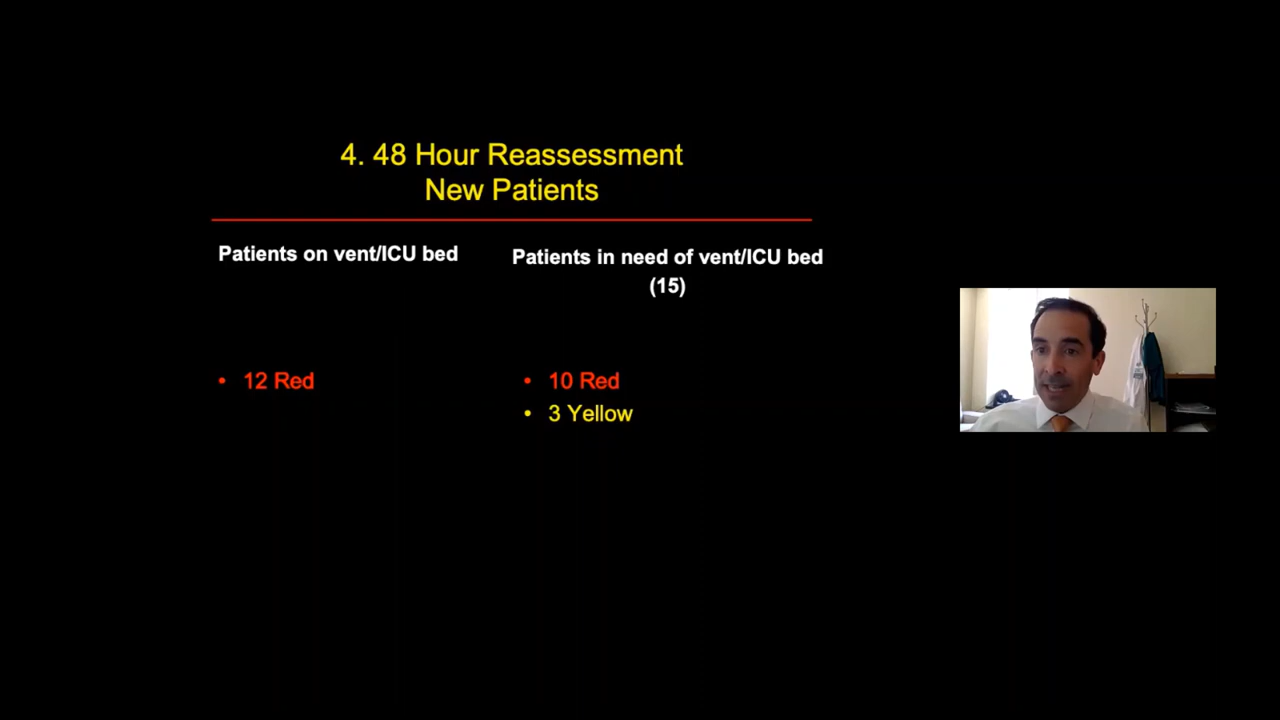 4. 48 Hour Reassessment
New Patients
Patients on vent/ICU bed
Patients in need of vent/ICU bed
(15)
• 12 Red
• 10 Red
• 3 Yellow